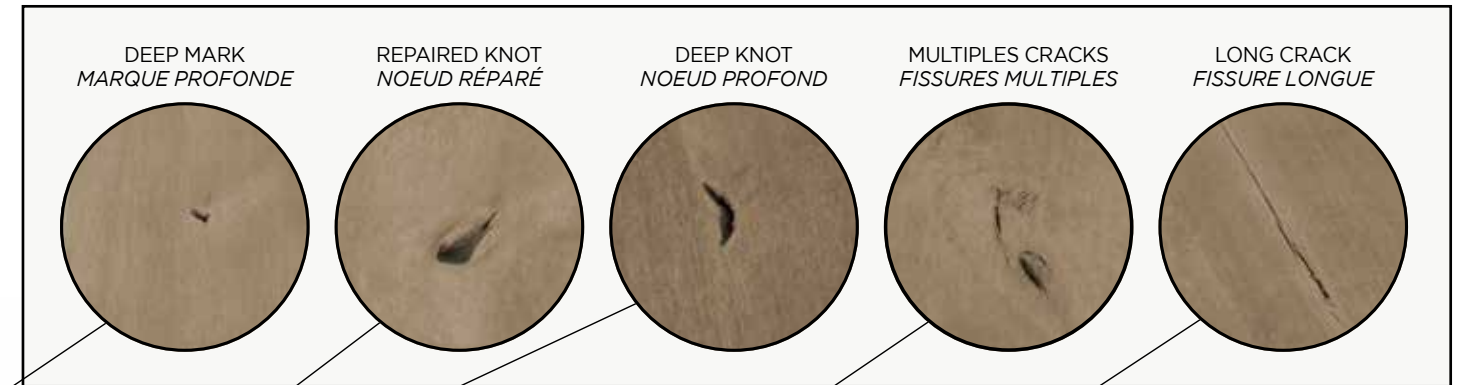 DEEP MARK
MARQUE PROFONDE
REPAIRED KNOT
NOEUD RÉPARÉ
DEEP KNOT
NOEUD PROFOND
MULTIPLES CRACKS
FISSURES MULTIPLES
LONG CRACK
FISSURE LONGUE